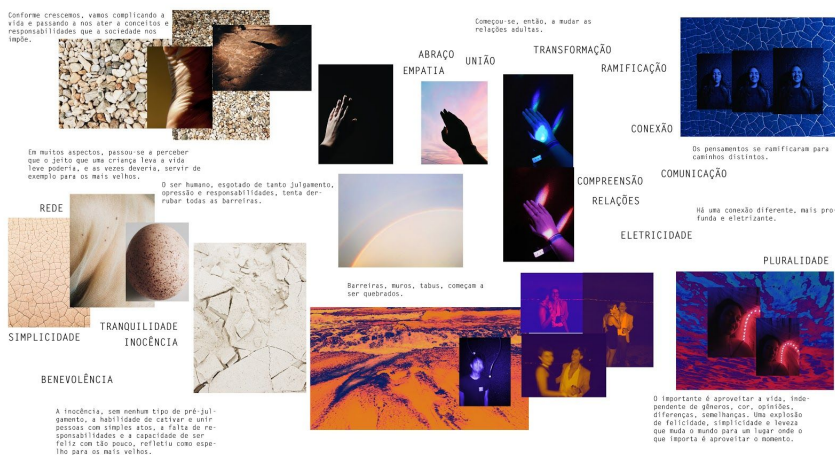 Conforme crescemos, vamos complicando a
vida e passando a nos ater a conceitos e
responsabilidades que a sociedade nos
impõe.
Começou-se, então, a mudar as
relações adultas.
ABRAÇO
UNIÃO
EMPATIA
TRANSFORMAÇÃO
RAMIFICAÇÃO
CONEXÃO
Os pensamentos se ramificaram para
caminhos distintos.
Em muitos aspectos, passou-se a perceber
que o jeito que uma criança leva a vida
leve poderia, e as vezes deveria, servir de
exemplo para os mais velhos.
O ser humano, esgotado de tanto julgamento,
opressão e responsabilidades, tenta der-
rubar todas as barreiras.
COMPREENSÃO
COMUNICAÇÃO
RELAÇÕES
REDE
Há uma conexão diferente, mais pro-
funda e eletrizante.
ELETRICIDADE
PLURALIDADE
Barreiras, muros, tabus, começam a
ser quebrados.
SIMPLICIDADE
TRANQUILIDADE
INOCÊNCIA
BENEVOLÊNCIA
A inocência, sem nenhum tipo de pré-jul-
gamento, a habilidade de cativar e unir
pessoas com simples atos, a falta de re-
sponsabilidades e a capacidade de ser
feliz com tão pouco, refletiu como espe-
lho para os mais velhos.
O importante é aproveitar a vida, inde-
pendente de gêneros, cor, opiniões,
diferenças, semelhanças. Uma explosão
de felicidade, simplicidade e leveza
que muda o mundo para um lugar onde o
que importa é aproveitar o momento.